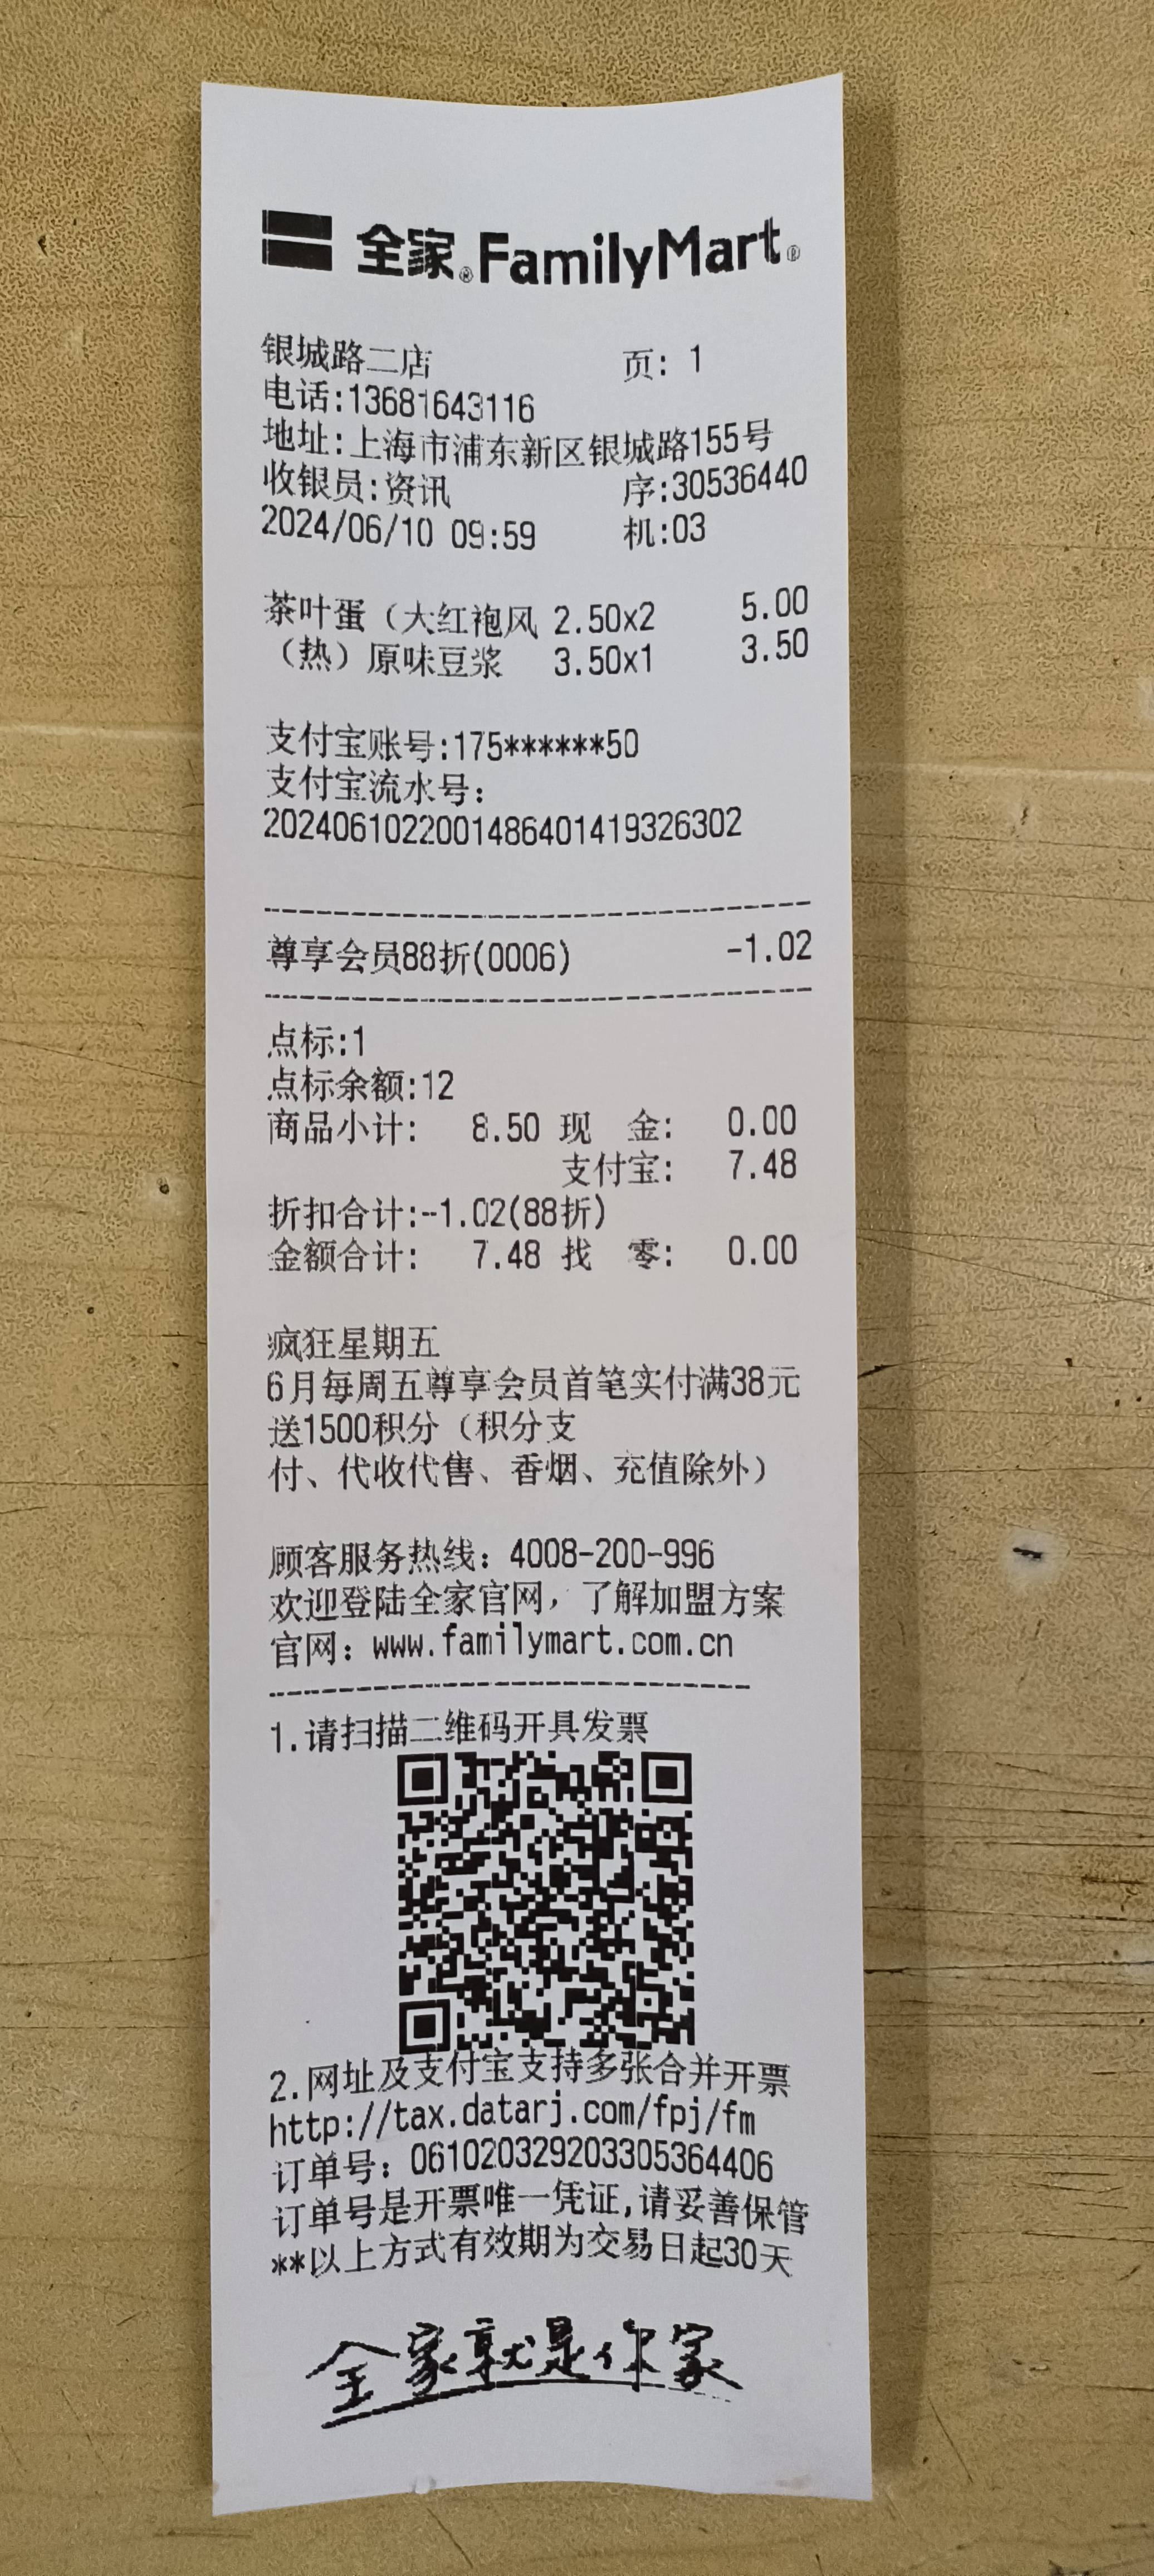 全家® FamilyMart®
银城路二店 页: 1
电话:13681643116
地址:上海市浦东新区银城路155号
收银员:资讯 序:30536440
2024/06/10 09:59 机:03
茶叶蛋（大红袍风 2.50x2 5.00
（热）原味豆浆 3.50x1 3.50
支付宝账号:175******50
支付宝流水号:
2024061022001486401419326302
尊享会员88折(0006) -1.02
点标:1
点标余额:12
商品小计: 8.50 现 金: 0.00
支付宝: 7.48
折扣合计:-1.02(88折)
金额合计: 7.48 找 零: 0.00
疯狂星期五
6月每周五尊享会员首笔实付满38元
送1500积分（积分支
付、代收代售、香烟、充值除外）
顾客服务热线: 4008-200-996
欢迎登陆全家官网，了解加盟方案
官网: www.familymart.com.cn
1.请扫描二维码开具发票
2.网址及支付宝支持多张合并开票
http://tax.datarj.com/fpj/fm
订单号: 061020329203305364406
订单号是开票唯一凭证,请妥善保管
**以上方式有效期为交易日起30天
全家就是你家